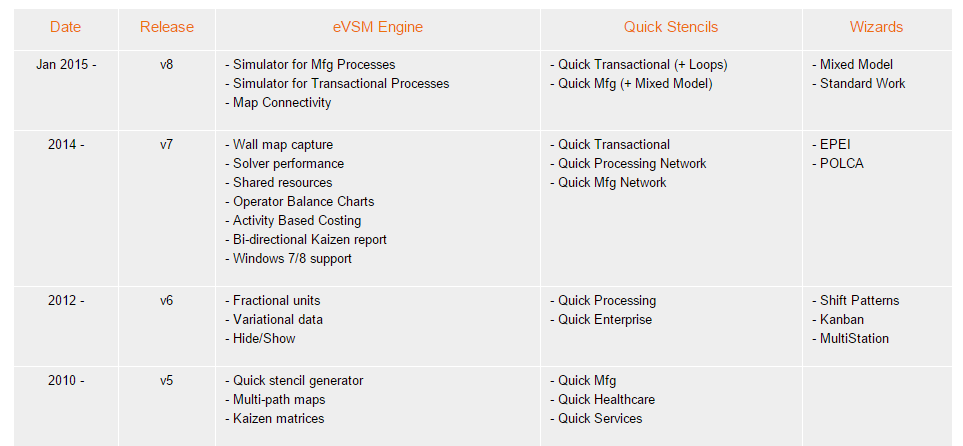 Date Release eVSM Engine Quick Stencils Wizards
Jan 2015 - v8 - Simulator for Mfg Processes - Quick Transactional (+ Loops) - Mixed Model
- Simulator for Transactional Processes - Quick Mfg (+ Mixed Model) - Standard Work
- Map Connectivity
2014 - v7 - Wall map capture - Quick Transactional - EPEI
- Solver performance - Quick Processing Network - POLCA
- Shared resources - Quick Mfg Network
- Operator Balance Charts
- Activity Based Costing
- Bi-directional Kaizen report
- Windows 7/8 support
2012 - v6 - Fractional units - Quick Processing - Shift Patterns
- Variational data - Quick Enterprise - Kanban
- Hide/Show - MultiStation
2010 - v5 - Quick stencil generator - Quick Mfg
- Multi-path maps - Quick Healthcare
- Kaizen matrices - Quick Services